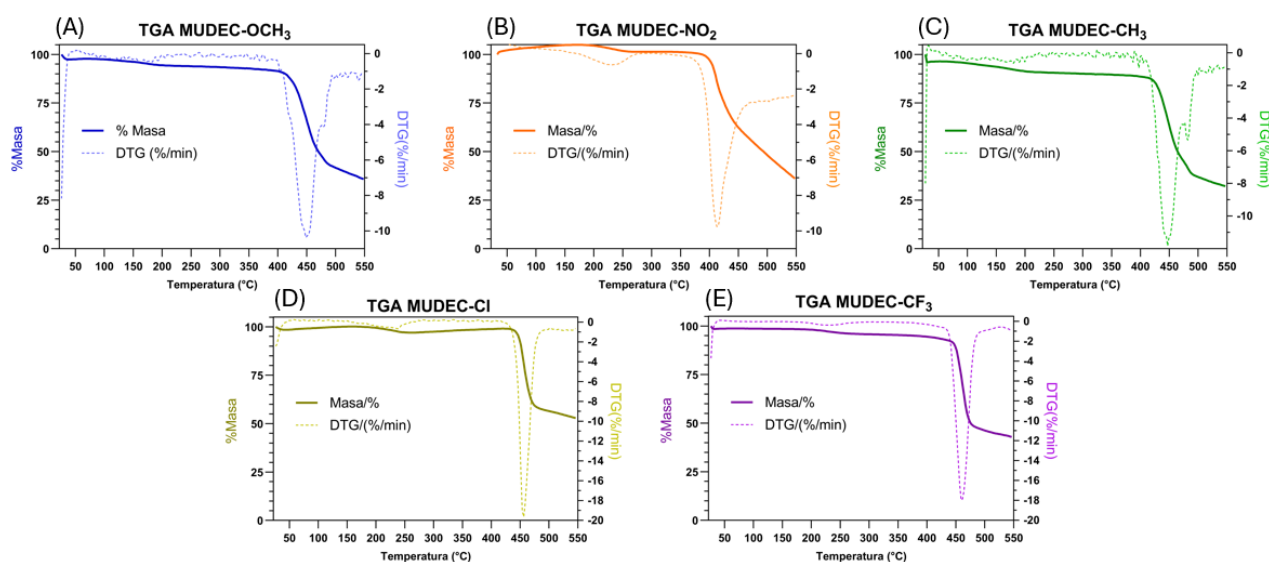 (A)
TGA MUDEC-OCH₃
100
75
50
25
0
%Masa
0
-2
-4
-6
-8
-10
DTG(%/min)
% Masa
DTG (%/min)
50 100 150 200 250 300 350 400 450 500 550
Temperatura (°C)
(B)
TGA MUDEC-NO₂
100
75
50
25
0
%Masa
0
-2
-4
-6
-8
-10
DTG(%/min)
Masa/%
DTG/(%/min)
50 100 150 200 250 300 350 400 450 500 550
Temperatura (°C)
(C)
TGA MUDEC-CH₃
100
75
50
25
0
%Masa
0
-2
-4
-6
-8
-10
DTG(%/min)
Masa/%
DTG/(%/min)
50 100 150 200 250 300 350 400 450 500 550
Temperatura (°C)
(D)
TGA MUDEC-Cl
100
75
50
25
0
%Masa
0
-2
-4
-6
-8
-10
-12
-14
-16
-18
-20
DTG(%/min)
Masa/%
DTG/(%/min)
50 100 150 200 250 300 350 400 450 500 550
Temperatura (°C)
(E)
TGA MUDEC-CF₃
100
75
50
25
0
%Masa
0
-2
-4
-6
-8
-10
-12
-14
-16
-18
-20
DTG(%/min)
Masa/%
DTG/(%/min)
50 100 150 200 250 300 350 400 450 500 550
Temperatura (°C)